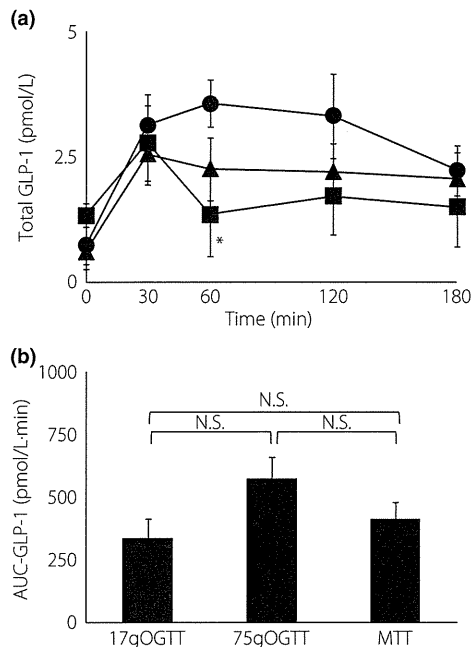 (a)
Total GLP-1 (pmol/L)
5
2.5
0
*
0 30 60 120 180
Time (min)
(b)
AUC-GLP-1 (pmol/L·min)
1000
750
500
250
0
N.S.
N.S. N.S.
17gOGTT 75gOGTT MTT